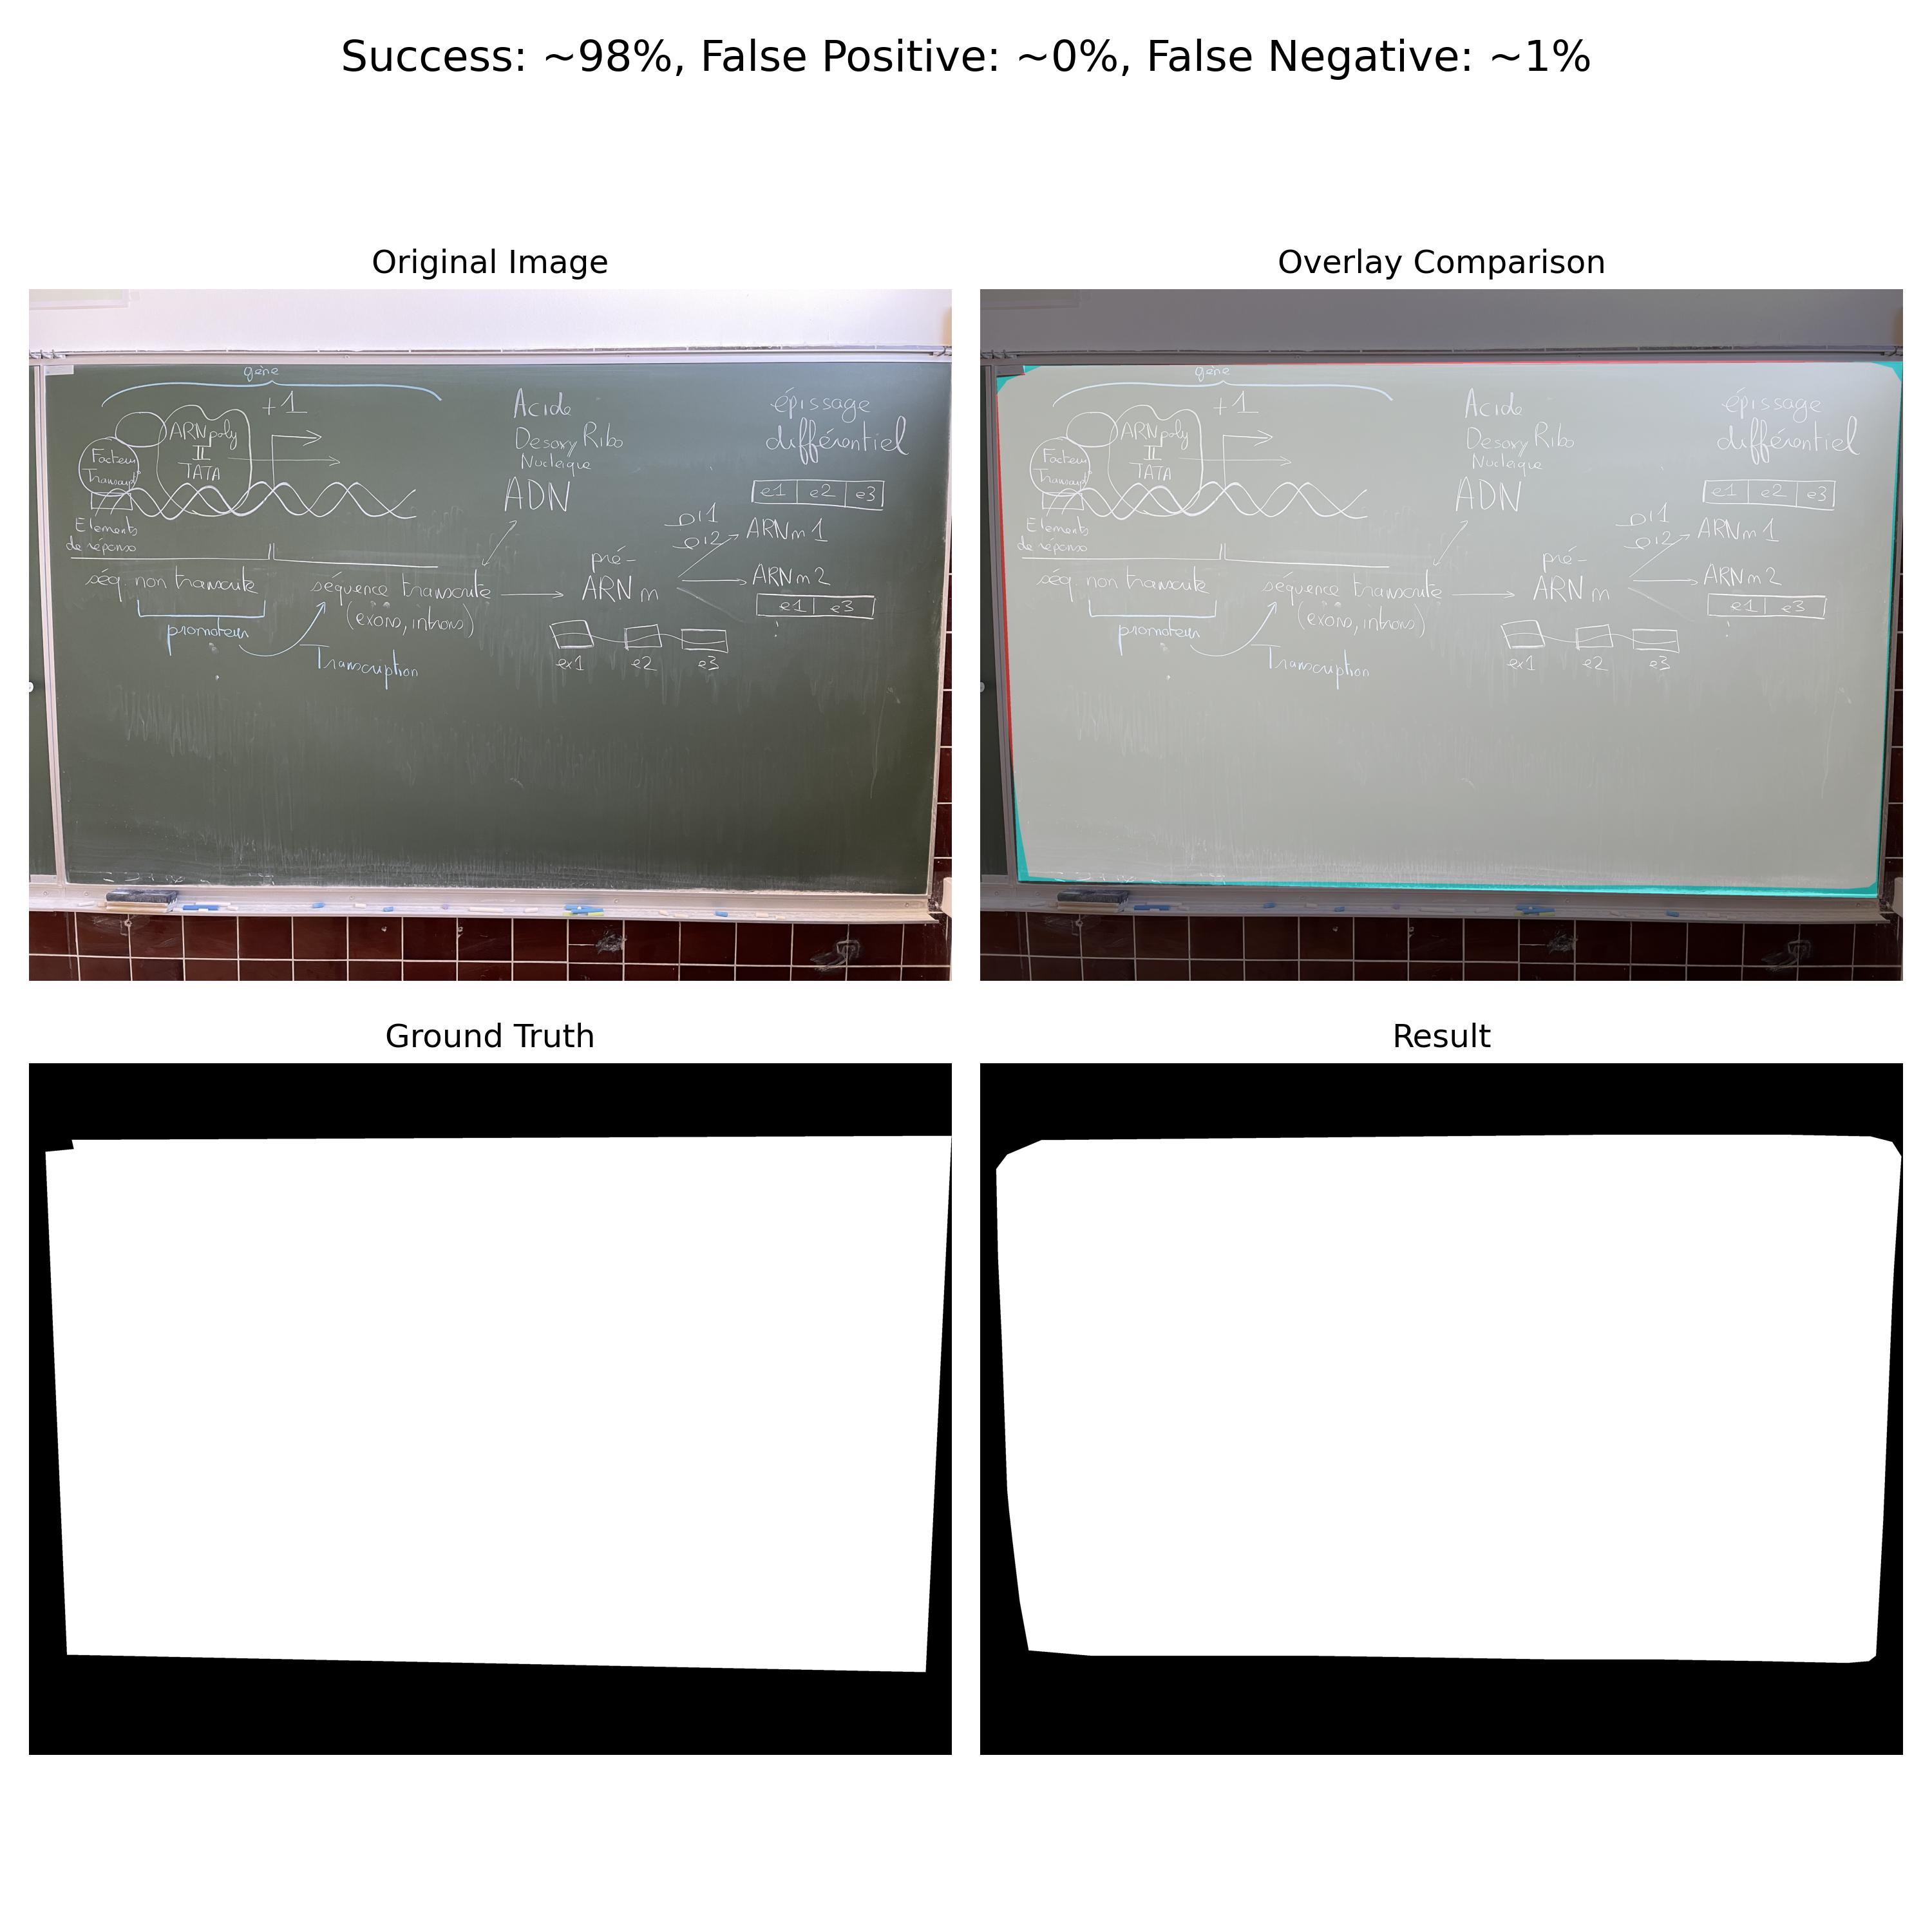 Success: ~98%, False Positive: ~0%, False Negative: ~1%
Original Image
gène
+1
ARN poly
II
TATA
Facteur
Transcript
Elements
de réponse
séq. non transcrite
promoteur
séquence transcrite
(exons, introns)
Transcription
Acide
Desoxy Ribo
Nucleique
ADN
pré-
ARN m
ex1
e2
e3
épissage
différentiel
e1 e2 e3
ARNm 1
ARNm 2
e1 e3
Overlay Comparison
gène
+1
ARN poly
II
TATA
Facteur
Transcript
Elements
de réponse
séq. non transcrite
promoteur
séquence transcrite
(exons, introns)
Transcription
Acide
Desoxy Ribo
Nucleique
ADN
pré-
ARN m
ex1
e2
e3
épissage
différentiel
e1 e2 e3
ARNm 1
ARNm 2
e1 e3
Ground Truth
Result